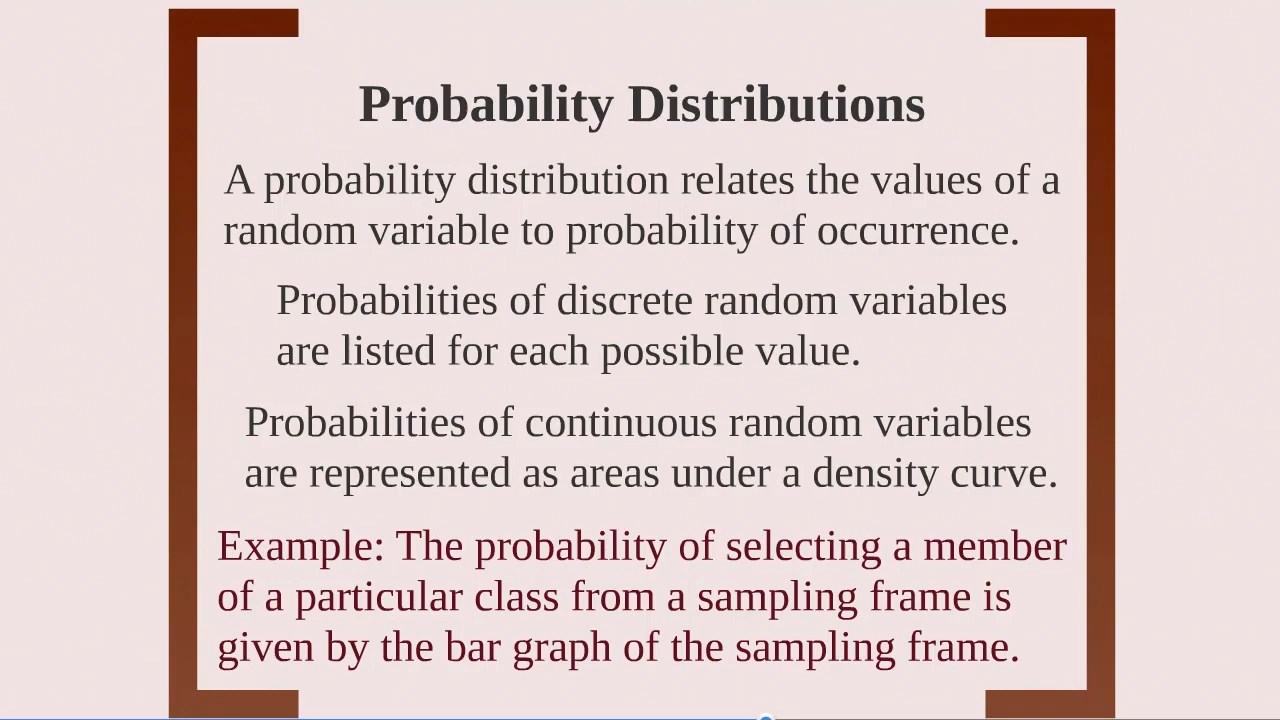 Probability Distributions
A probability distribution relates the values of a
random variable to probability of occurrence.
Probabilities of discrete random variables
are listed for each possible value.
Probabilities of continuous random variables
are represented as areas under a density curve.
Example: The probability of selecting a member
of a particular class from a sampling frame is
given by the bar graph of the sampling frame.